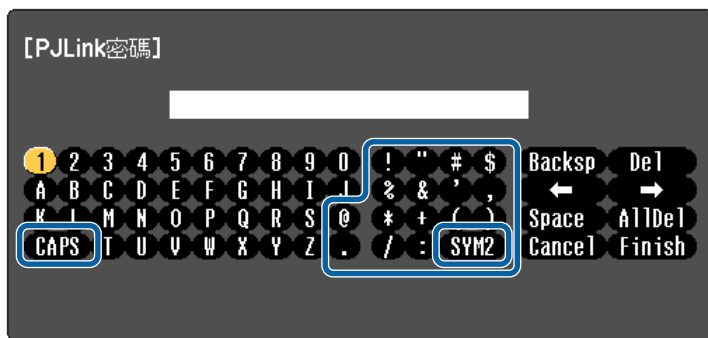 [PJLink密碼]
1 2 3 4 5 6 7 8 9 0 ! " # $ Backsp Del
A B C D E F G H I J % & ' , ← →
K L M N O P Q R S @ * + ( ) Space AllDel
CAPS T U V W X Y Z . / : SYM2 Cancel Finish